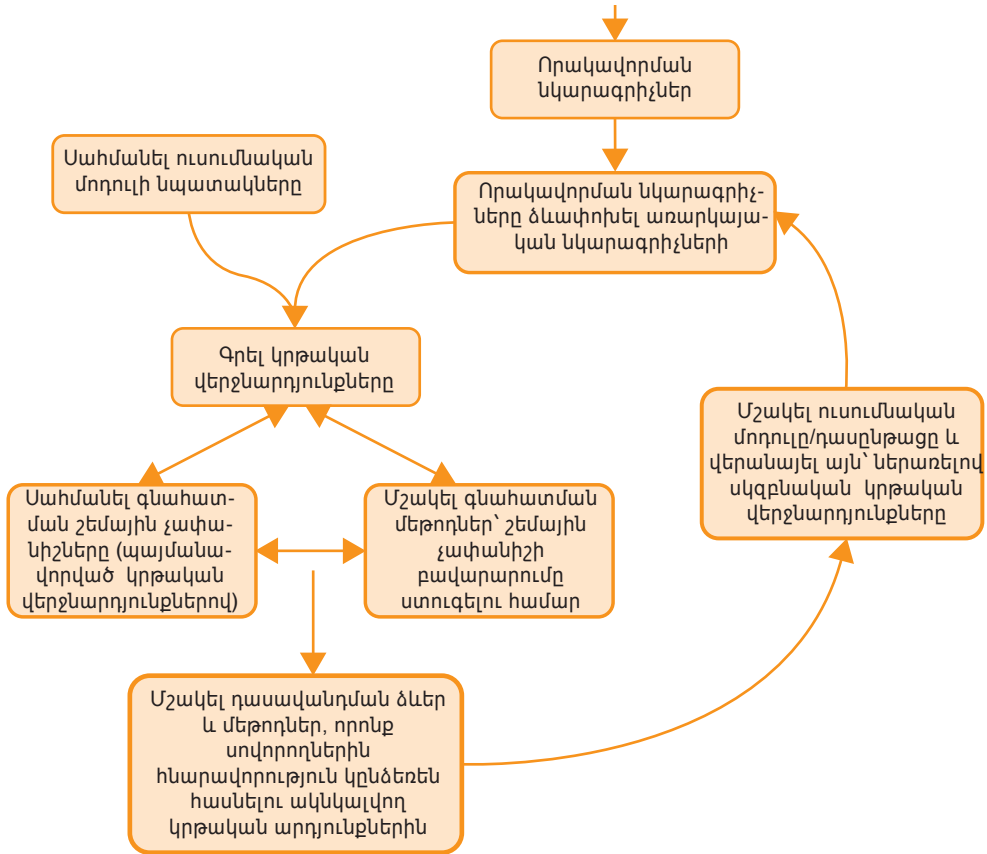 Որակավորման
նկարագրիչներ
Սահմանել ուսումնական
մոդուլի նպատակները
Որակավորման նկարագրիչ-
ները ձևափոխել առարկայա-
կան նկարագրիչների
Գրել կրթական
վերջնարդյունքները
Մշակել ուսումնական
մոդուլը/դասընթացը և
վերանայել այն՝ ներառելով
սկզբնական կրթական
վերջնարդյունքները
Սահմանել գնահատ-
ման շեմային չափա-
նիշները (պայմանա-
վորված կրթական
վերջնարդյունքներով)
Մշակել գնահատման
մեթոդներ՝ շեմային
չափանիշի
բավարարումը
ստուգելու համար
Մշակել դասավանդման ձևեր
և մեթոդներ, որոնք
սովորողներին
հնարավորություն կընձեռեն
հասնելու ակնկալվող
կրթական արդյունքներին